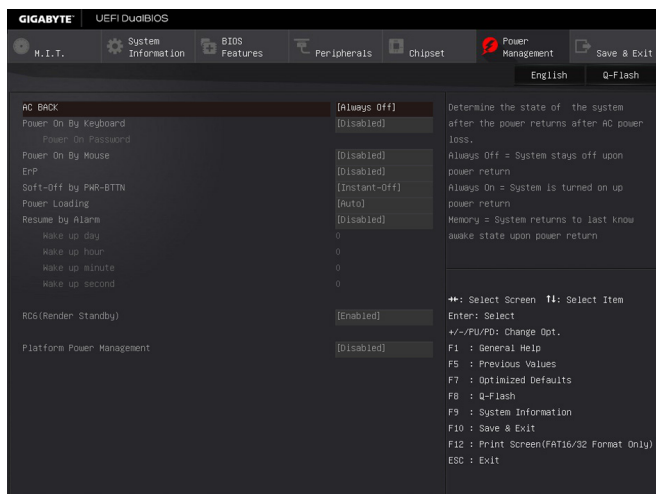 GIGABYTE™ UEFI DualBIOS
M.I.T.
System Information
BIOS Features
Peripherals
Chipset
Power Management
Save & Exit
English Q-Flash
AC BACK [Always Off]
Power On By Keyboard [Disabled]
Power On Password
Power On By Mouse [Disabled]
ErP [Disabled]
Soft-Off by PWR-BTTN [Instant-Off]
Power Loading [Auto]
Resume by Alarm [Disabled]
Wake up day 0
Wake up hour 0
Wake up minute 0
Wake up second 0
RC6(Render Standby) [Enabled]
Platform Power Management [Disabled]
Determine the state of the system
after the power returns after AC power
loss.
Always Off = System stays off upon
power return
Always On = System is turned on up
power return
Memory = System returns to last know
awake state upon power return
→←: Select Screen ↑↓: Select Item
Enter: Select
+/-/PU/PD: Change Opt.
F1 : General Help
F5 : Previous Values
F7 : Optimized Defaults
F8 : Q-Flash
F9 : System Information
F10 : Save & Exit
F12 : Print Screen(FAT16/32 Format Only)
ESC : Exit